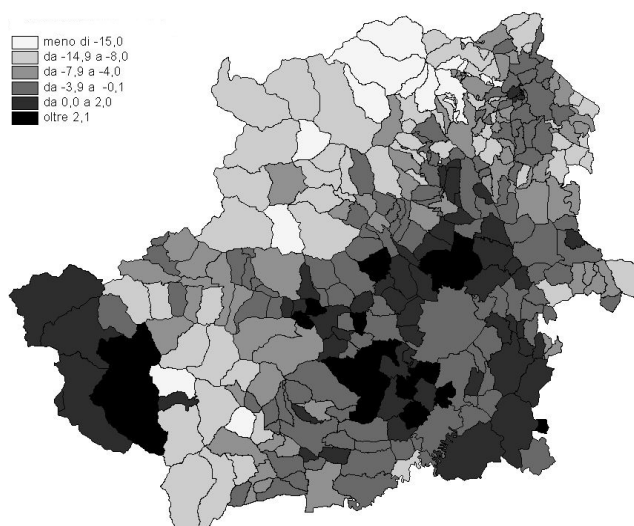 meno di -15,0
da -14,9 a -8,0
da -7,9 a -4,0
da -3,9 a -0,1
da 0,0 a 2,0
oltre 2,1